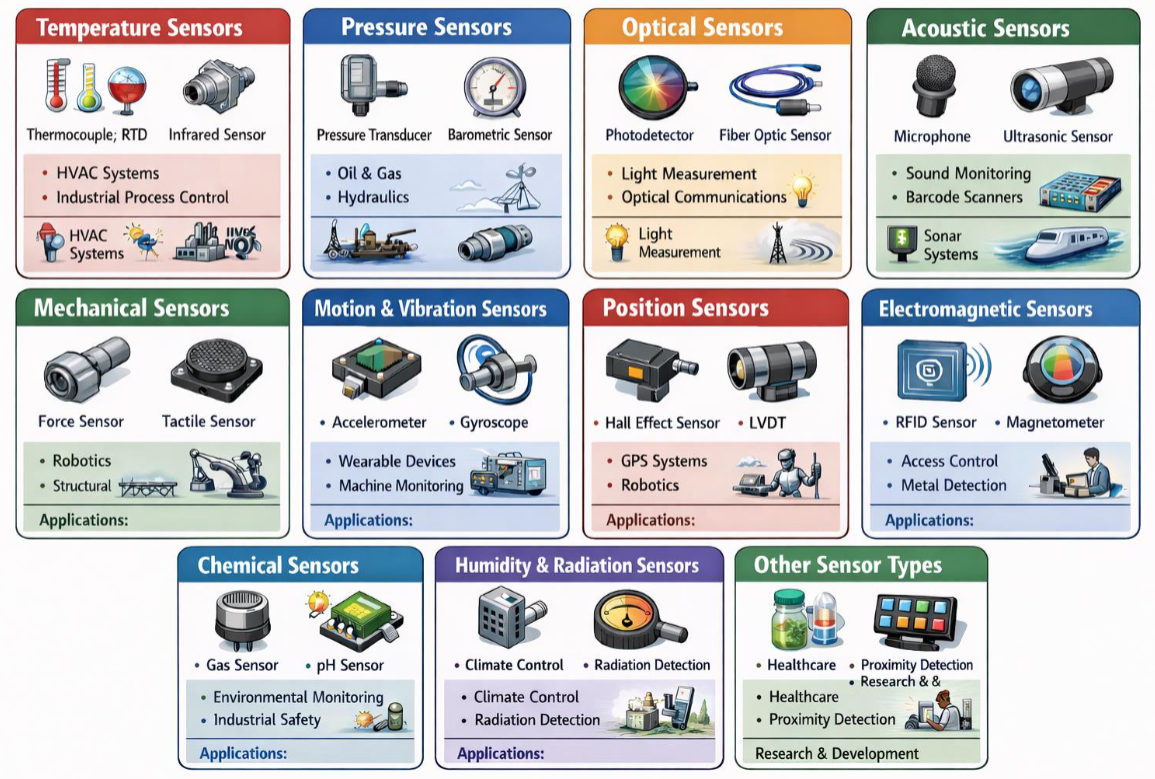 Temperature Sensors
Thermocouple; RTD
Infrared Sensor
• HVAC Systems
• Industrial Process Control
HVAC
Systems
Pressure Sensors
Pressure Transducer
Barometric Sensor
• Oil & Gas
• Hydraulics
Optical Sensors
Photodetector
Fiber Optic Sensor
• Light Measurement
• Optical Communications
Light
Measurement
Acoustic Sensors
Microphone
Ultrasonic Sensor
• Sound Monitoring
• Barcode Scanners
Sonar
Systems
Mechanical Sensors
Force Sensor
Tactile Sensor
• Robotics
• Structural
Applications:
Motion & Vibration Sensors
• Accelerometer
• Gyroscope
• Wearable Devices
• Machine Monitoring
Applications:
Position Sensors
• Hall Effect Sensor
• LVDT
• GPS Systems
• Robotics
Applications:
Electromagnetic Sensors
• RFID Sensor
• Magnetometer
• Access Control
• Metal Detection
Applications:
Chemical Sensors
• Gas Sensor
• pH Sensor
• Environmental Monitoring
• Industrial Safety
Applications:
Humidity & Radiation Sensors
• Climate Control
• Radiation Detection
• Climate Control
• Radiation Detection
Applications:
Other Sensor Types
• Healthcare
• Proximity Detection
• Research & &
• Healthcare
• Proximity Detection
Research & Development